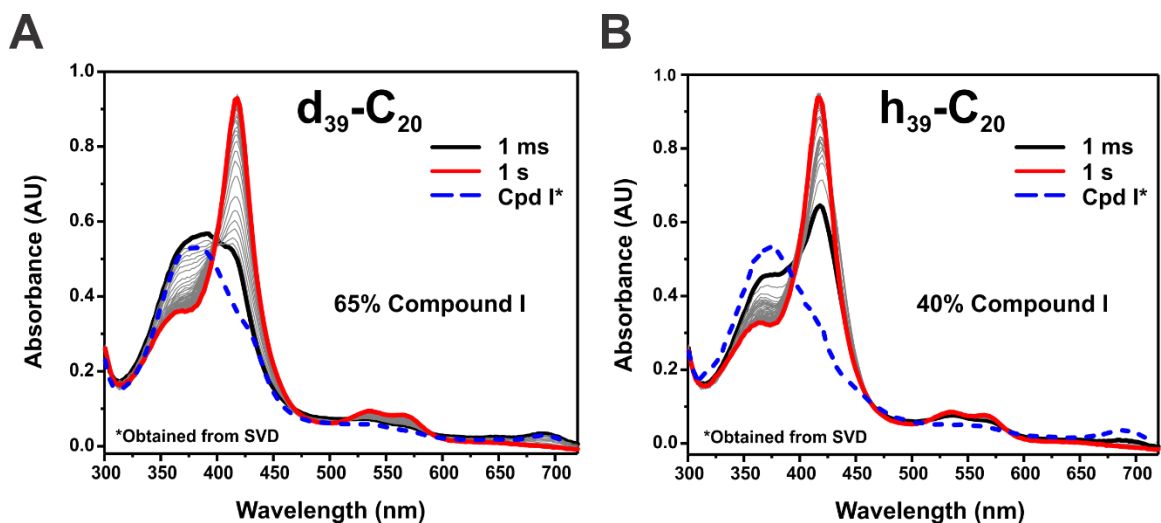 A
B
Absorbance (AU)
1.0
0.8
0.6
0.4
0.2
0.0
d39-C20
1 ms
1 s
Cpd I*
65% Compound I
*Obtained from SVD
300 350 400 450 500 550 600 650 700
Wavelength (nm)
Absorbance (AU)
1.0
0.8
0.6
0.4
0.2
0.0
h39-C20
1 ms
1 s
Cpd I*
40% Compound I
*Obtained from SVD
300 350 400 450 500 550 600 650 700
Wavelength (nm)